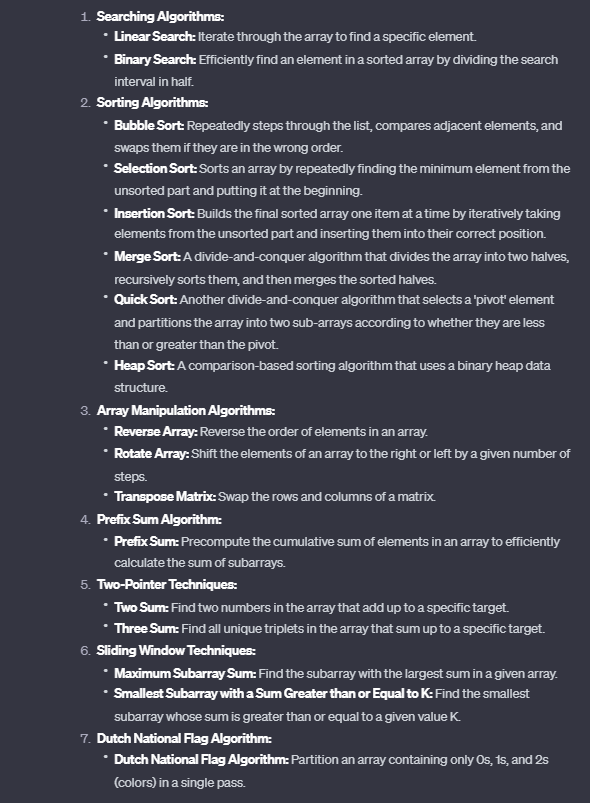 1. Searching Algorithms:
• Linear Search: Iterate through the array to find a specific element.
• Binary Search: Efficiently find an element in a sorted array by dividing the search
interval in half.
2. Sorting Algorithms:
• Bubble Sort: Repeatedly steps through the list, compares adjacent elements, and
swaps them if they are in the wrong order.
• Selection Sort: Sorts an array by repeatedly finding the minimum element from the
unsorted part and putting it at the beginning.
• Insertion Sort: Builds the final sorted array one item at a time by iteratively taking
elements from the unsorted part and inserting them into their correct position.
• Merge Sort: A divide-and-conquer algorithm that divides the array into two halves,
recursively sorts them, and then merges the sorted halves.
• Quick Sort: Another divide-and-conquer algorithm that selects a 'pivot' element
and partitions the array into two sub-arrays according to whether they are less
than or greater than the pivot.
• Heap Sort: A comparison-based sorting algorithm that uses a binary heap data
structure.
3. Array Manipulation Algorithms:
• Reverse Array: Reverse the order of elements in an array.
• Rotate Array: Shift the elements of an array to the right or left by a given number of
steps.
• Transpose Matrix: Swap the rows and columns of a matrix.
4. Prefix Sum Algorithm:
• Prefix Sum: Precompute the cumulative sum of elements in an array to efficiently
calculate the sum of subarrays.
5. Two-Pointer Techniques:
• Two Sum: Find two numbers in the array that add up to a specific target.
• Three Sum: Find all unique triplets in the array that sum up to a specific target.
6. Sliding Window Techniques:
• Maximum Subarray Sum: Find the subarray with the largest sum in a given array.
• Smallest Subarray with a Sum Greater than or Equal to K: Find the smallest
subarray whose sum is greater than or equal to a given value K.
7. Dutch National Flag Algorithm:
• Dutch National Flag Algorithm: Partition an array containing only 0s, 1s, and 2s
(colors) in a single pass.